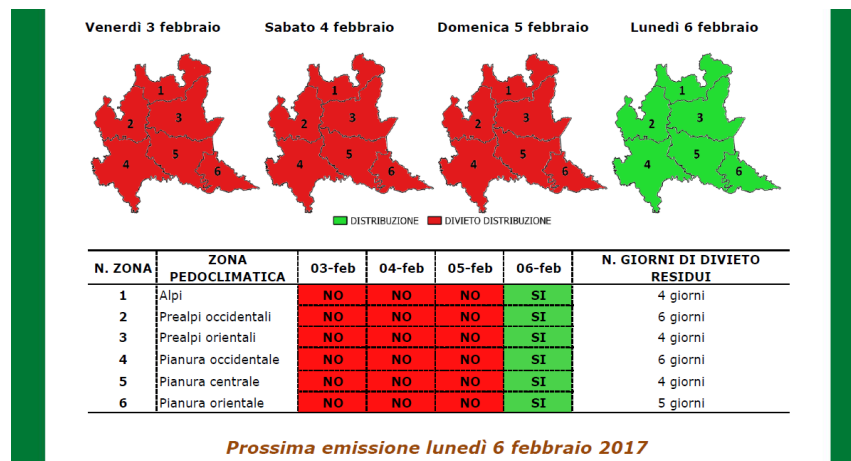 Venerdì 3 febbraio Sabato 4 febbraio Domenica 5 febbraio Lunedì 6 febbraio
1 1 1 1
2 3 2 3 2 3 2 3
4 5 6 4 5 6 4 5 6 4 5 6
DISTRIBUZIONE DIVIETO DISTRIBUZIONE
N. ZONA ZONA PEDOCLIMATICA 03-feb 04-feb 05-feb 06-feb N. GIORNI DI DIVIETO RESIDUI
1 Alpi NO NO NO SI 4 giorni
2 Prealpi occidentali NO NO NO SI 6 giorni
3 Prealpi orientali NO NO NO SI 4 giorni
4 Pianura occidentale NO NO NO SI 6 giorni
5 Pianura centrale NO NO NO SI 4 giorni
6 Pianura orientale NO NO NO SI 5 giorni
Prossima emissione lunedì 6 febbraio 2017